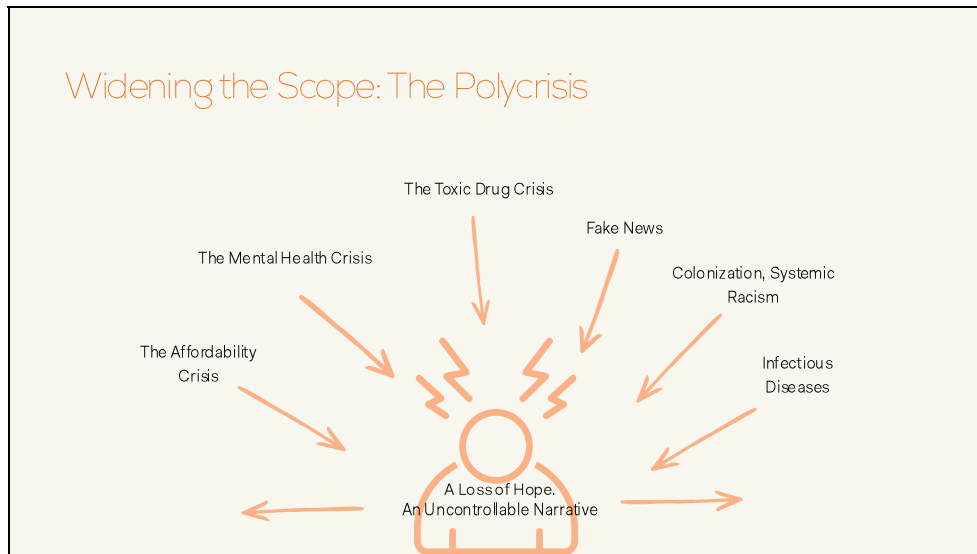 Widening the Scope: The Polycrisis
The Toxic Drug Crisis
Fake News
The Mental Health Crisis
Colonization, Systemic
Racism
The Affordability
Crisis
Infectious
Diseases
A Loss of Hope.
An Uncontrollable Narrative